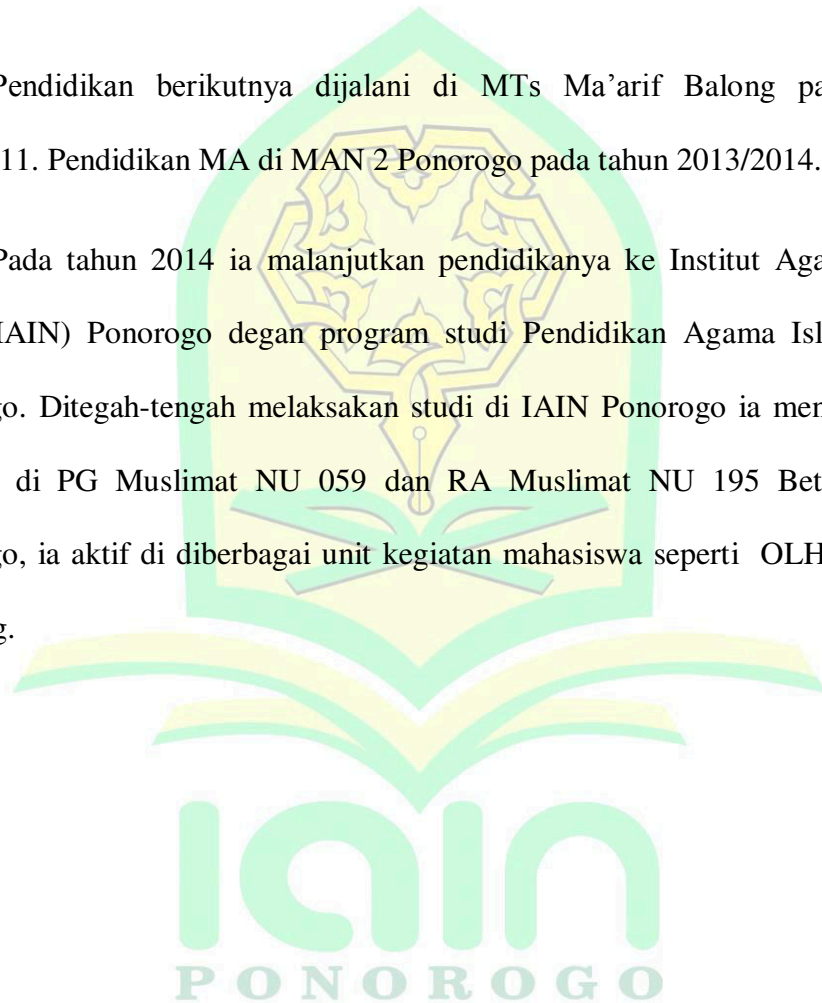 Pendidikan berikutnya dijalani di MTs Ma’arif Balong pa
11. Pendidikan MA di MAN 2 Ponorogo pada tahun 2013/2014.
Pada tahun 2014 ia malanjutkan pendidikanya ke Institut Aga
IAIN) Ponorogo degan program studi Pendidikan Agama Isl
go. Ditegah-tengah melaksakan studi di IAIN Ponorogo ia men
di PG Muslimat NU 059 dan RA Muslimat NU 195 Bet
go, ia aktif di diberbagai unit kegiatan mahasiswa seperti OLH
g.
iain
PONOROGO